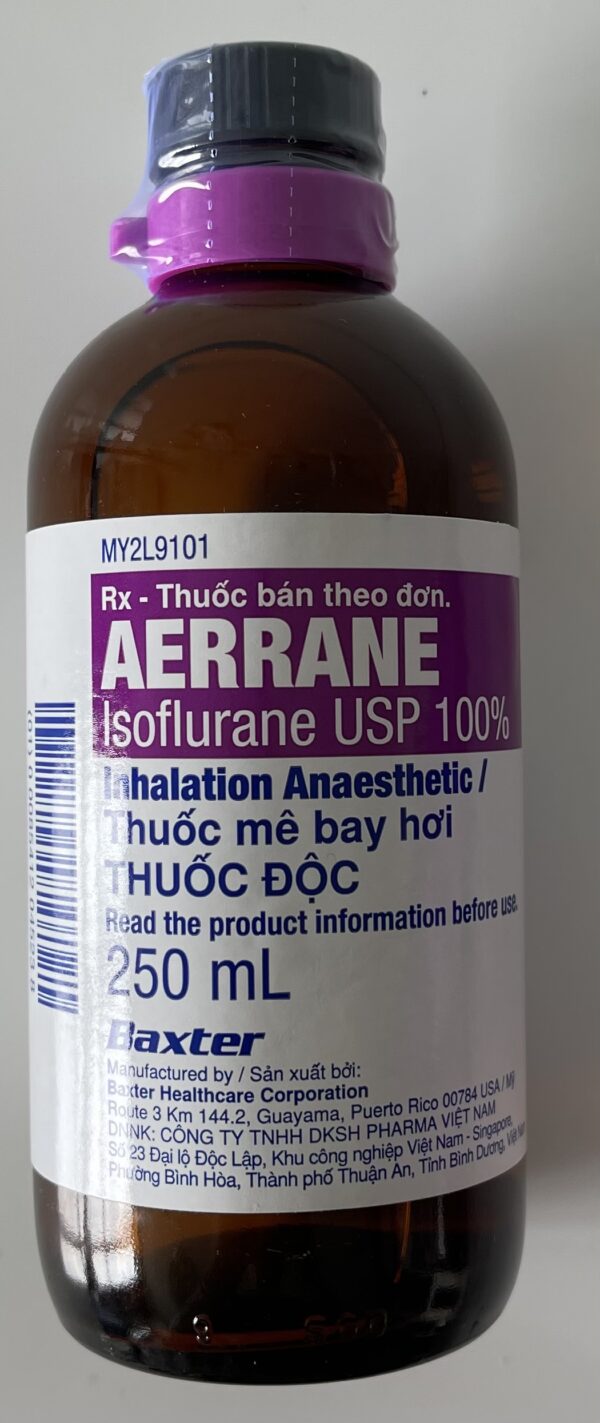 MY2L9101
Rx - Thuốc bán theo đơn.
AERRANE
Isoflurane USP 100%
Inhalation Anaesthetic /
Thuốc mê bay hơi
THUỐC ĐỘC
Read the product information before use.
250 mL
Baxter
Manufactured by / Sản xuất bởi:
Baxter Healthcare Corporation
Route 3 Km 144.2, Guayama, Puerto Rico 00784 USA / Mỹ
DNNK: CÔNG TY TNHH DKSH PHARMA VIỆT NAM
Số 23 Đại lộ Độc Lập, Khu công nghiệp Việt Nam - Singapore,
Phường Bình Hòa, Thành phố Thuận An, Tỉnh Bình Dương, Việt Nam